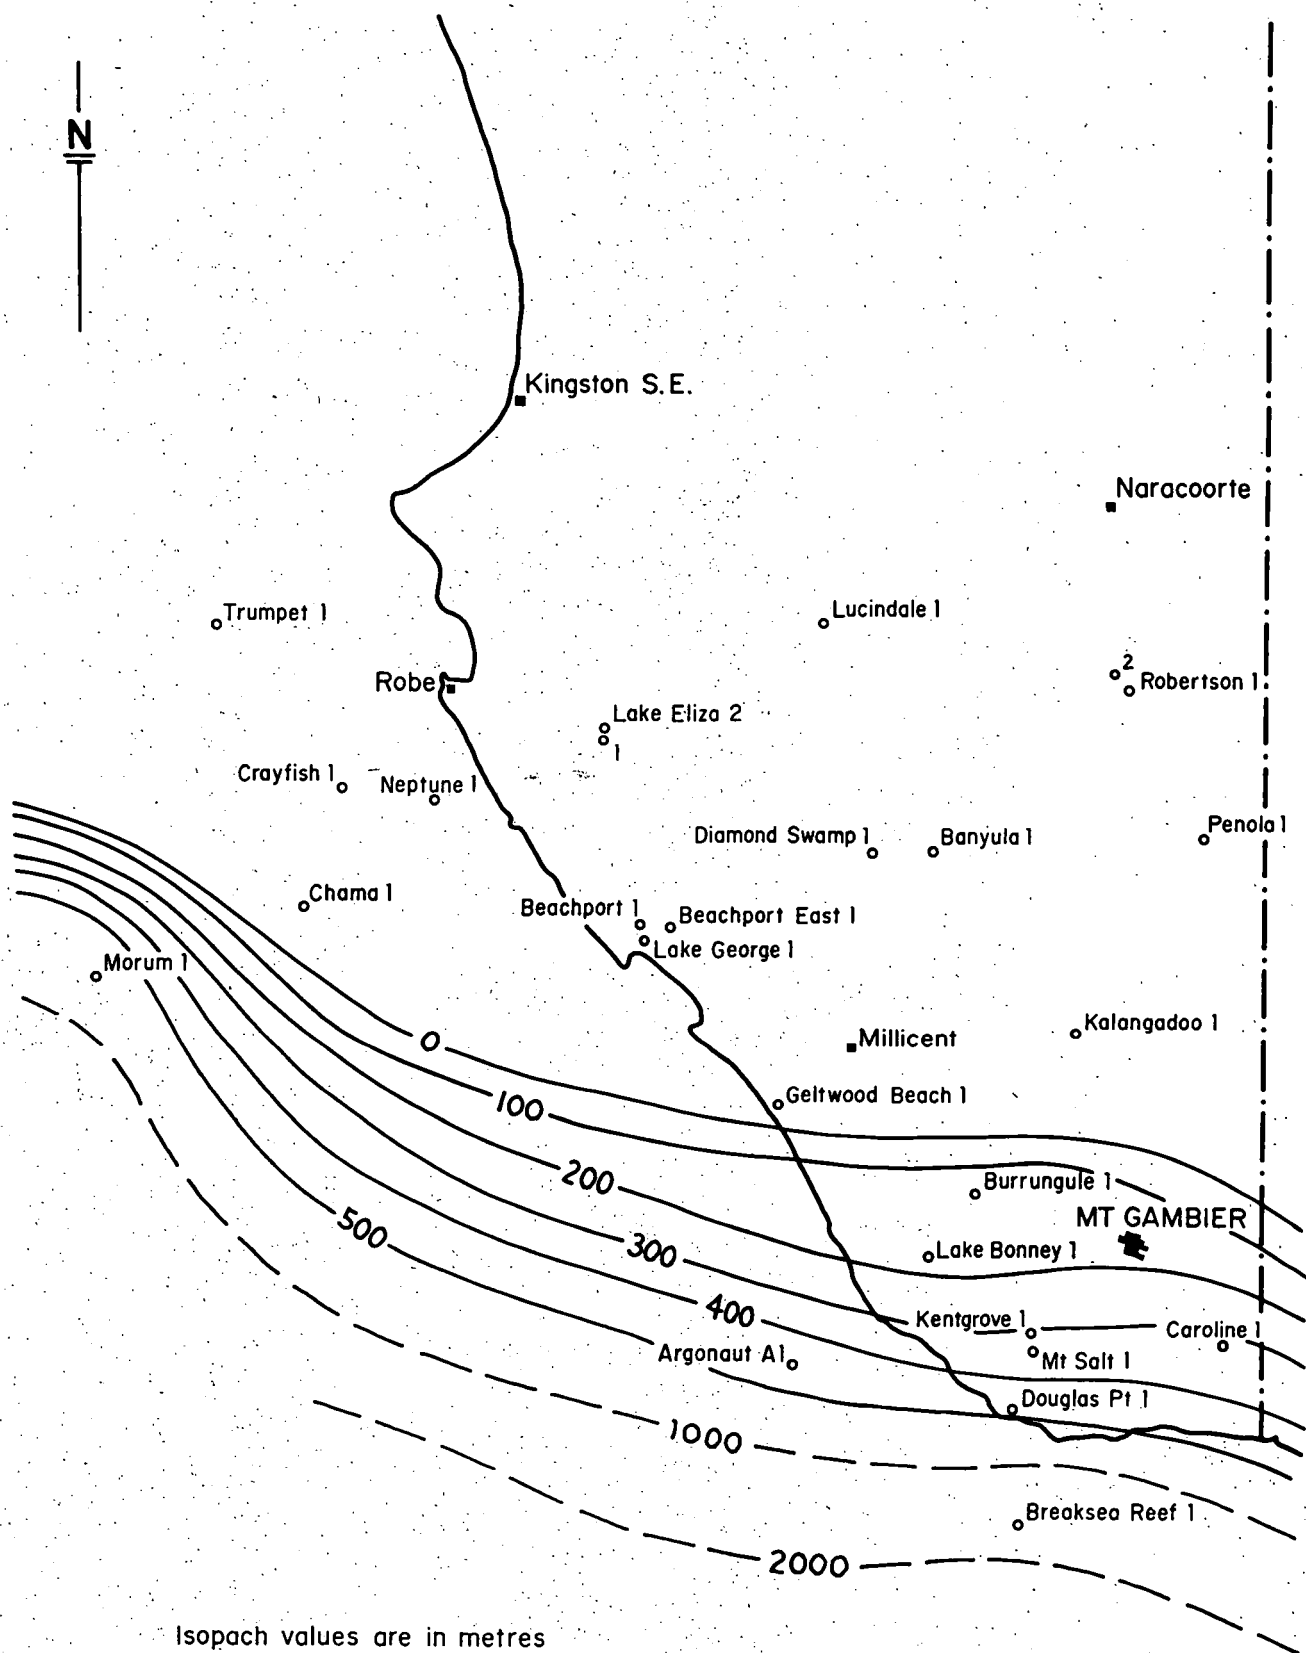 N
Kingston S.E.
Naracoorte
Trumpet 1
Lucindale 1
2
Robertson 1
Robe
Lake Eliza 2
1
Crayfish 1
Neptune 1
Penola 1
Diamond Swamp 1
Banyula 1
Chama 1
Beachport 1
Beachport East 1
Lake George 1
Morum 1
Kalangadoo 1
Millicent
0
Geltwood Beach 1
100
200
Burrungule 1
MT GAMBIER
500
300
Lake Bonney 1
400
Kentgrove 1
Caroline 1
Argonaut A1
Mt Salt 1
Douglas Pt 1
1000
Breaksea Reef 1
2000
Isopach values are in metres